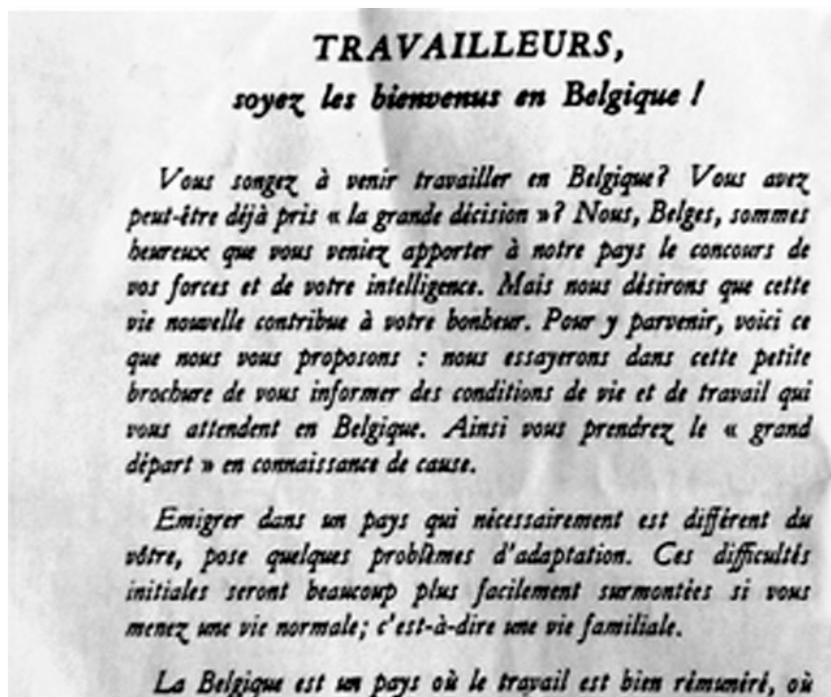 TRAVAILLEURS,
soyez les bienvenus en Belgique !
Vous songez à venir travailler en Belgique? Vous avez
peut-être déjà pris « la grande décision »? Nous, Belges, sommes
heureux que vous veniez apporter à notre pays le concours de
vos forces et de votre intelligence. Mais nous désirons que cette
vie nouvelle contribue à votre bonheur. Pour y parvenir, voici ce
que nous vous proposons : nous essayerons dans cette petite
brochure de vous informer des conditions de vie et de travail qui
vous attendent en Belgique. Ainsi vous prendrez le « grand
départ » en connaissance de cause.
Emigrer dans un pays qui nécessairement est différent du
vôtre, pose quelques problèmes d'adaptation. Ces difficultés
initiales seront beaucoup plus facilement surmontées si vous
menez une vie normale; c'est-à-dire une vie familiale.
La Belgique est un pays où le travail est bien rémunéré, où